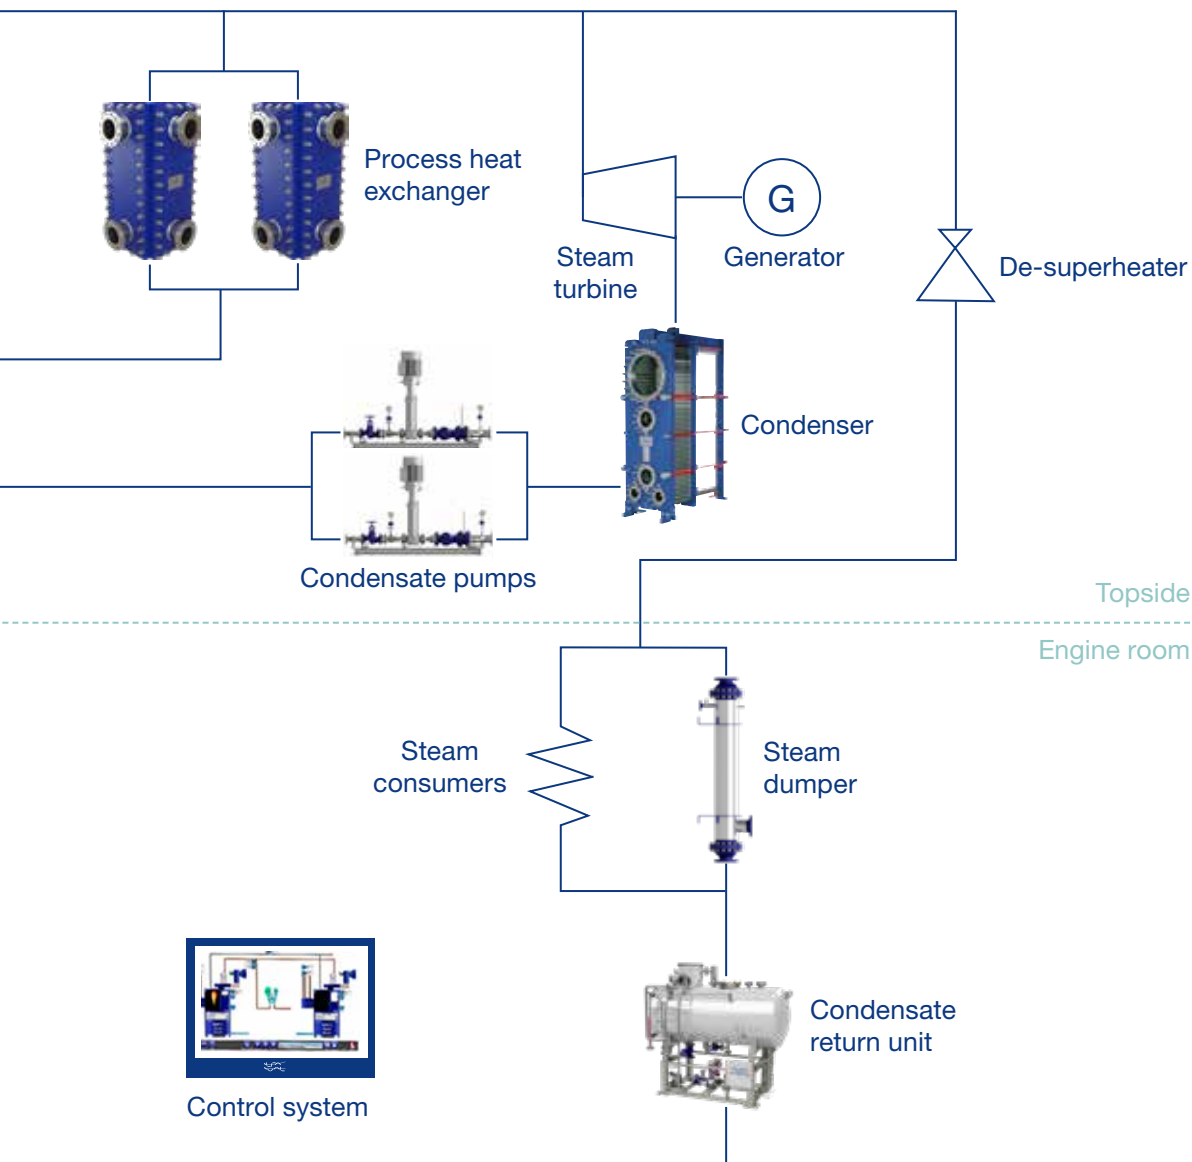 Process heat
exchanger
G
Steam
turbine
Generator
De-superheater
Condenser
Condensate pumps
Topside
Engine room
Steam
consumers
Steam
dumper
Condensate
return unit
Control system